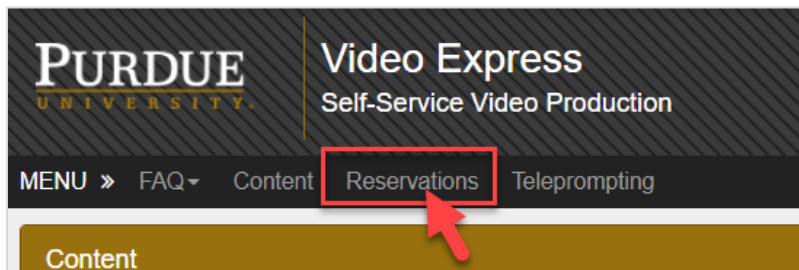 PURDUE
UNIVERSITY.
Video Express
Self-Service Video Production
MENU » FAQ Content Reservations Teleprompting
Content